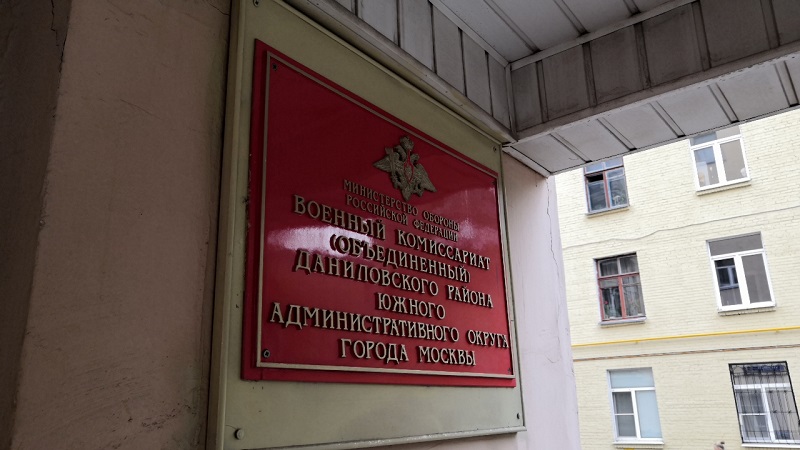 МИНИСТЕРСТВО ОБОРОНЫ
РОССИЙСКОЙ ФЕДЕРАЦИИ
ВОЕННЫЙ КОМИССАРИАТ
(ОБЪЕДИНЕННЫЙ)
ДАНИЛОВСКОГО РАЙОНА
ЮЖНОГО
АДМИНИСТРАТИВНОГО ОКРУГА
ГОРОДА МОСКВЫ